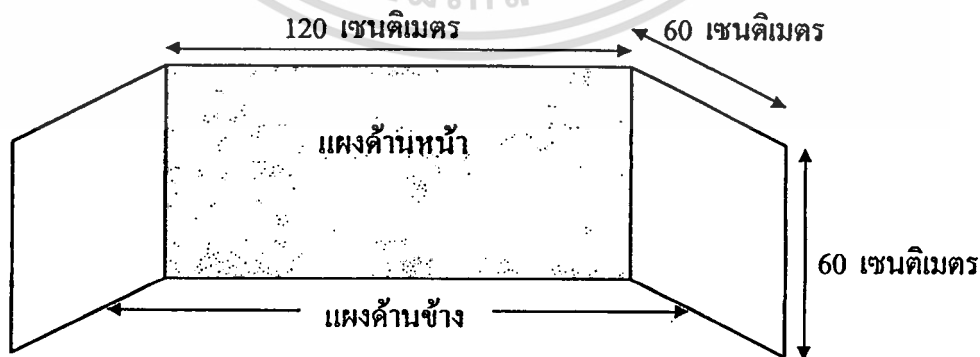 120 เซนติเมตร
60 เซนติเมตร
แผงด้านหน้า
60 เซนติเมตร
แผงด้านข้าง